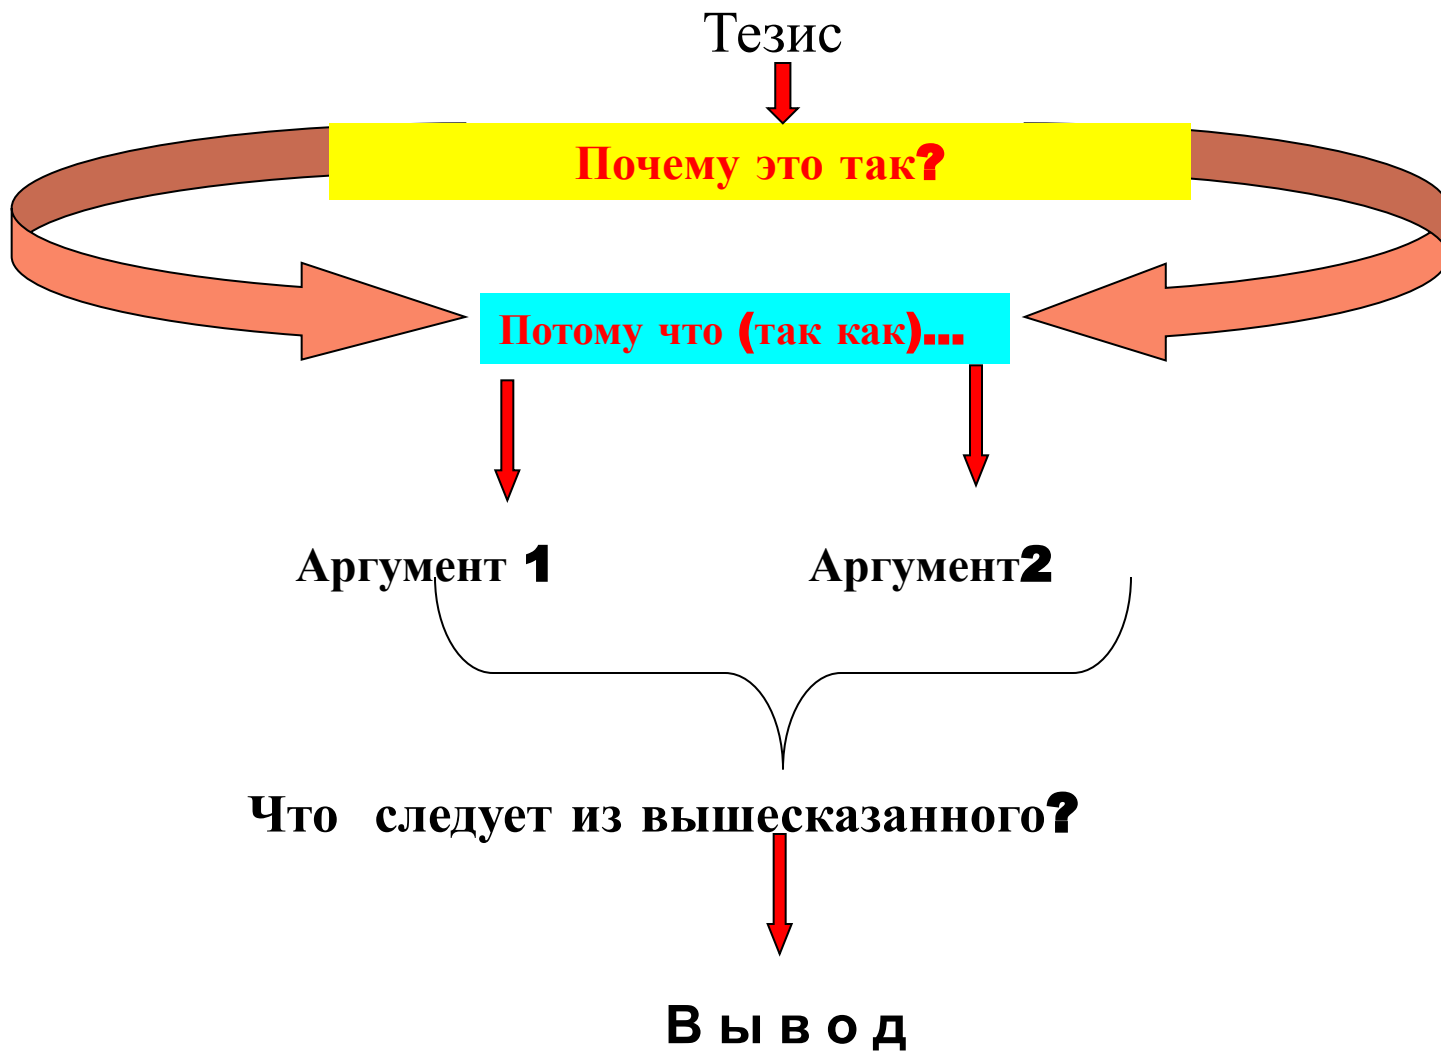 Тезис
Почему это так?
Потому что (так как)...
Аргумент 1 Аргумент2
Что следует из вышесказанного?
В ы в о д